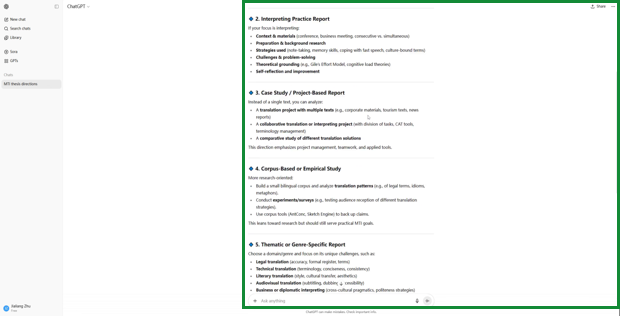 ChatGPT
Share
New chat
Search chats
Library
Sora
GPTs
Chats
MTI thesis directions
2. Interpreting Practice Report
If your focus is interpreting:
Context & materials (conference, business meeting, consecutive vs. simultaneous)
Preparation & background research
Strategies used (note-taking, memory skills, coping with fast speech, culture-bound terms)
Challenges & problem-solving
Theoretical grounding (e.g., Gile's Effort Model, cognitive load theories)
Self-reflection and improvement
3. Case Study / Project-Based Report
Instead of a single text, you can analyze:
A translation project with multiple texts (e.g., corporate materials, tourism texts, news
reports)
A collaborative translation or interpreting project (with division of tasks, CAT tools,
terminology management)
A comparative study of different translation solutions
This direction emphasizes project management, teamwork, and applied tools.
4. Corpus-Based or Empirical Study
More research-oriented:
Build a small bilingual corpus and analyze translation patterns (e.g., of legal terms, idioms,
metaphors).
Conduct experiments/surveys (e.g., testing audience reception of different translation
strategies).
Use corpus tools (AntConc, Sketch Engine) to back up claims.
This leans toward research but should still serve practical MTI goals.
5. Thematic or Genre-Specific Report
Choose a domain/genre and focus on its unique challenges, such as:
Legal translation (accuracy, formal register, terms)
Technical translation (terminology, conciseness, consistency)
Literary translation (style, cultural transfer, aesthetics)
Audiovisual translation (subtitling, dubbing, credibility)
Business or diplomatic interpreting (cross-cultural pragmatics, politeness strategies)
Ask anything
Jialiang Zhu
ChatGPT can make mistakes. Check important info.